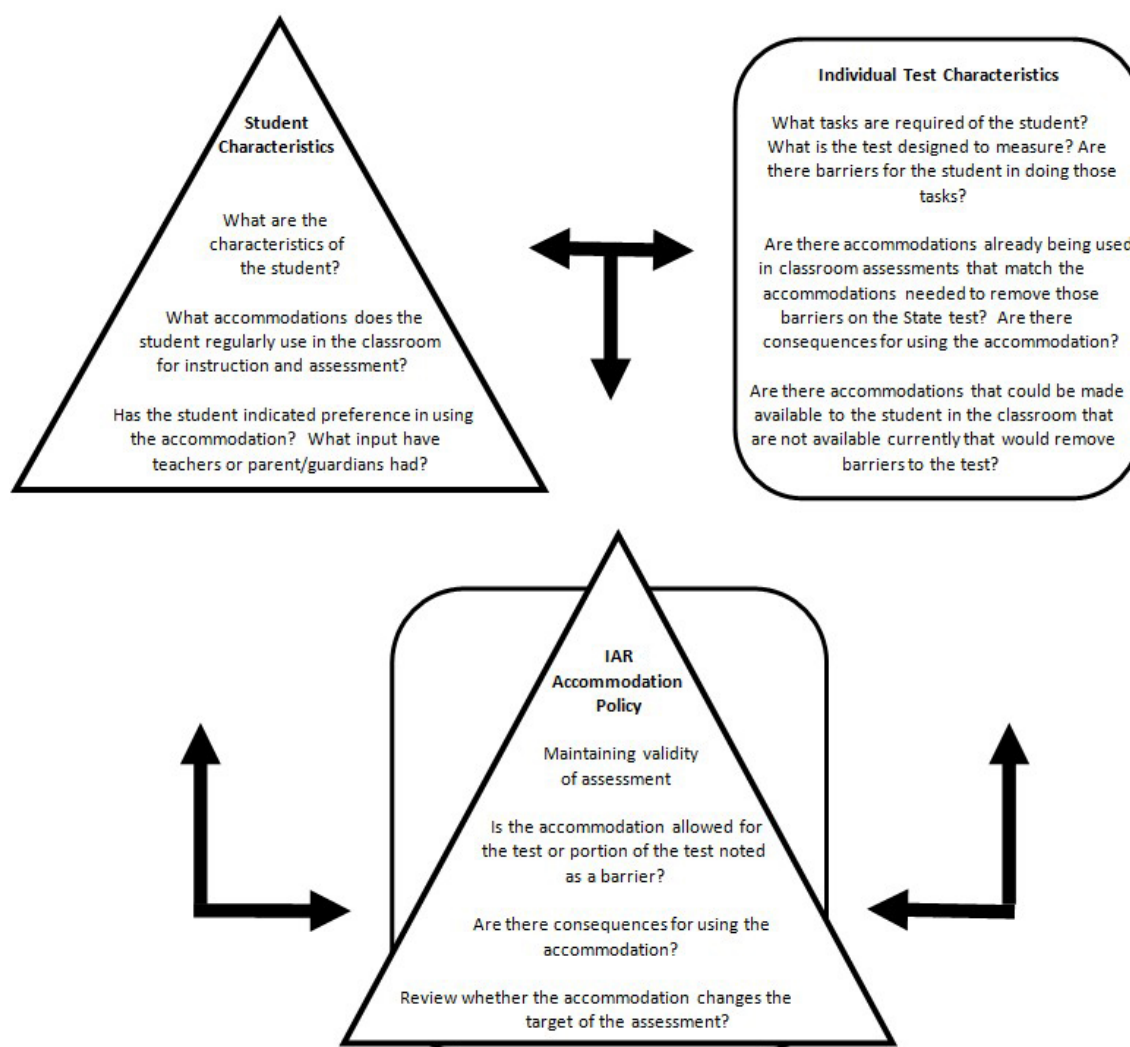 Student
Characteristics
What are the
characteristics of
the student?
What accommodations does the
student regularly use in the classroom
for instruction and assessment?
Has the student indicated preference in using
the accommodation? What input have
teachers or parent/guardians had?
Individual Test Characteristics
What tasks are required of the student?
What is the test designed to measure? Are
there barriers for the student in doing those
tasks?
Are there accommodations already being used
in classroom assessments that match the
accommodations needed to remove those
barriers on the State test? Are there
consequences for using the accommodation?
Are there accommodations that could be made
available to the student in the classroom that
are not available currently that would remove
barriers to the test?
IAR
Accommodation
Policy
Maintaining validity
of assessment
Is the accommodation allowed for
the test or portion of the test noted
as a barrier?
Are there consequences for using the
accommodation?
Review whether the accommodation changes the
target of the assessment?